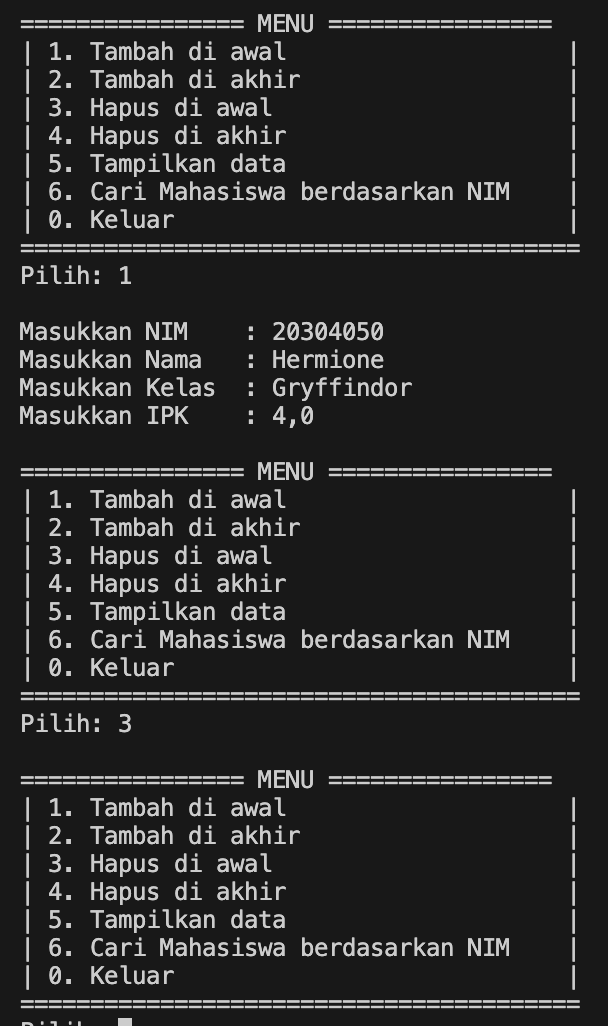 ================ MENU ================
| 1. Tambah di awal                    |
| 2. Tambah di akhir                   |
| 3. Hapus di awal                     |
| 4. Hapus di akhir                    |
| 5. Tampilkan data                    |
| 6. Cari Mahasiswa berdasarkan NIM    |
| 0. Keluar                            |
========================================
Pilih: 1
Masukkan NIM    : 20304050
Masukkan Nama   : Hermione
Masukkan Kelas  : Gryffindor
Masukkan IPK    : 4,0
================ MENU ================
| 1. Tambah di awal                    |
| 2. Tambah di akhir                   |
| 3. Hapus di awal                     |
| 4. Hapus di akhir                    |
| 5. Tampilkan data                    |
| 6. Cari Mahasiswa berdasarkan NIM    |
| 0. Keluar                            |
========================================
Pilih: 3
================ MENU ================
| 1. Tambah di awal                    |
| 2. Tambah di akhir                   |
| 3. Hapus di awal                     |
| 4. Hapus di akhir                    |
| 5. Tampilkan data                    |
| 6. Cari Mahasiswa berdasarkan NIM    |
| 0. Keluar                            |
========================================
Pilih: